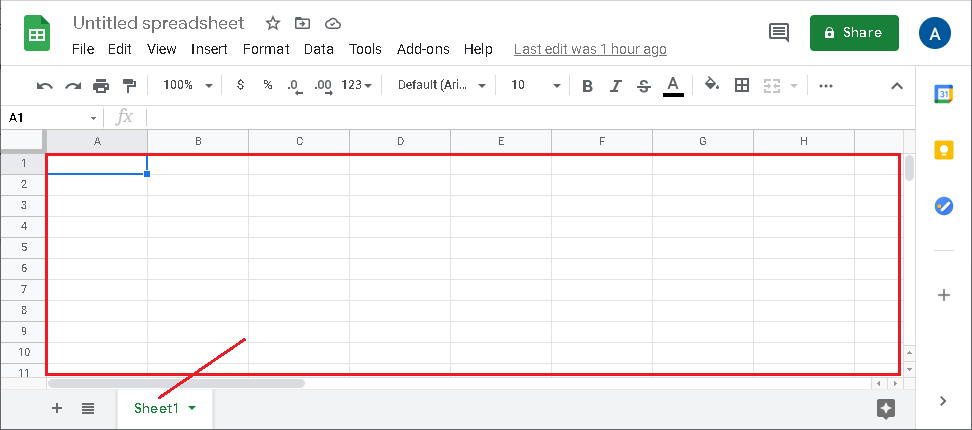 Untitled spreadsheet
File Edit View Insert Format Data Tools Add-ons Help Last edit was 1 hour ago
Share
A
100% $ % .0 .00 123 Default (Ari... 10 B I S A ...
31
A1 fx
A B C D E F G H
1
2
3
4
5
6
7
8
9
10
11
+ Sheet1